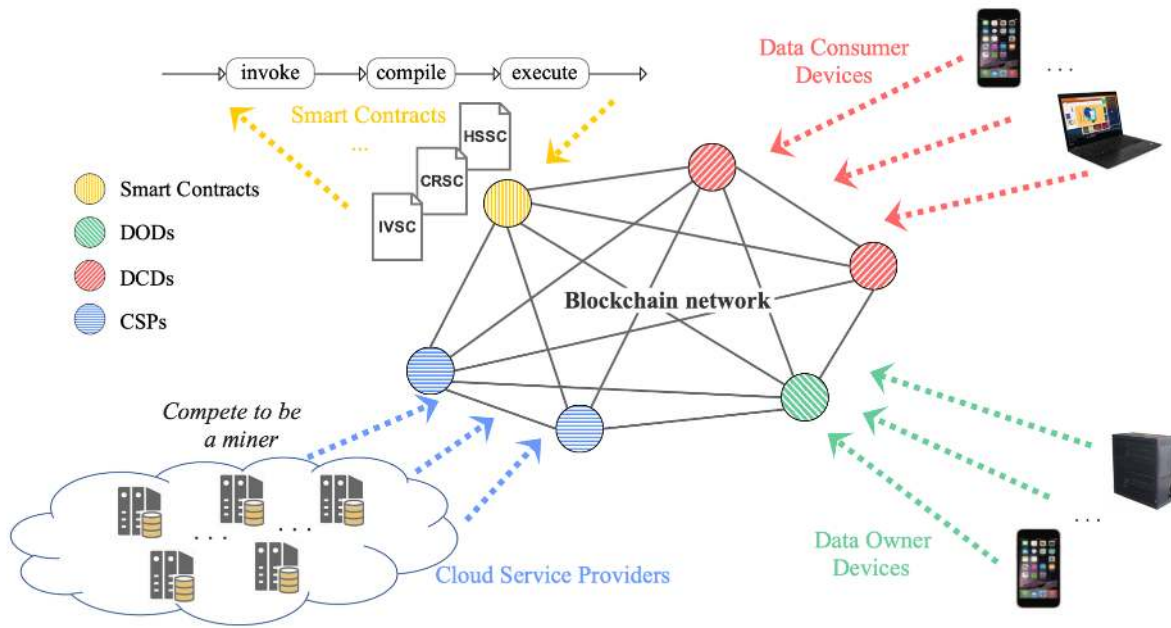 invoke
compile
execute
Smart Contracts
...
HSSC
CRSC
IVSC
Data Consumer
Devices
...
Smart Contracts
DODs
DCDs
CSPs
Blockchain network
Compete to be
a miner
...
...
Cloud Service Providers
Data Owner
Devices
...